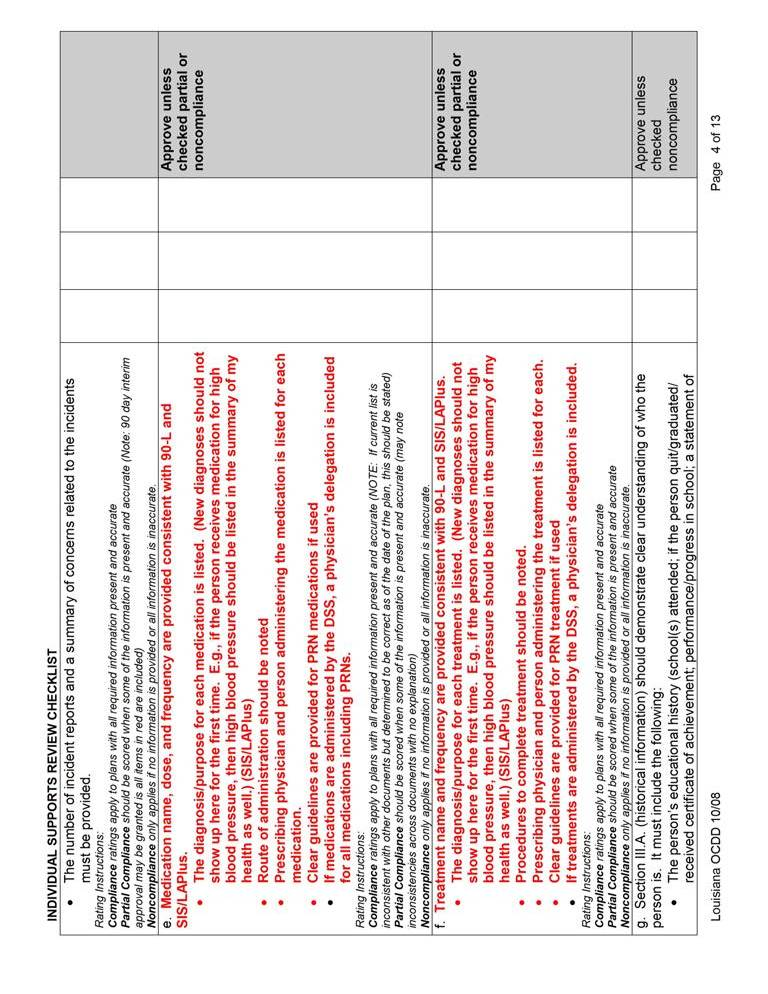 INDIVIDUAL SUPPORTS REVIEW CHECKLIST
• The number of incident reports and a summary of concerns related to the incidents
must be provided.
Rating Instructions:
Compliance ratings apply to plans with all required information present and accurate
Partial Compliance should be scored when some of the information is present and accurate (Note: 90 day interim
approval may be granted is all items in red are included)
Noncompliance only applies if no information is provided or all information is inaccurate.
e. Medication name, dose, and frequency are provided consistent with 90-L and
SIS/LAPlus.
• The diagnosis/purpose for each medication is listed. (New diagnoses should not
show up here for the first time. E.g., if the person receives medication for high
blood pressure, then high blood pressure should be listed in the summary of my
health as well.) (SIS/LAPlus)
• Route of administration should be noted
• Prescribing physician and person administering the medication is listed for each
medication.
• Clear guidelines are provided for PRN medications if used
• If medications are administered by the DSS, a physician's delegation is included
for all medications including PRNs.
Rating Instructions:
Compliance ratings apply to plans with all required information present and accurate (NOTE: If current list is
inconsistent with other documents but determined to be correct as of the date of the plan, this should be stated)
Partial Compliance should be scored when some of the information is present and accurate (may note
inconsistencies across documents with no explanation)
Noncompliance only applies if no information is provided or all information is inaccurate.
Approve unless
checked partial or
noncompliance
f. Treatment name and frequency are provided consistent with 90-L and SIS/LAPlus.
• The diagnosis/purpose for each treatment is listed. (New diagnoses should not
show up here for the first time. E.g., if the person receives medication for high
blood pressure, then high blood pressure should be listed in the summary of my
health as well.) (SIS/LAPlus)
• Procedures to complete treatment should be noted.
• Prescribing physician and person administering the treatment is listed for each.
• Clear guidelines are provided for PRN treatment if used
• If treatments are administered by the DSS, a physician's delegation is included.
Rating Instructions:
Compliance ratings apply to plans with all required information present and accurate
Partial Compliance should be scored when some of the information is present and accurate
Noncompliance only applies if no information is provided or all information is inaccurate.
Approve unless
checked partial or
noncompliance
g. Section III.A. (historical information) should demonstrate clear understanding of who the
person is. It must include the following:
• The person's educational history (school(s) attended; if the person quit/graduated/
received certificate of achievement; performance/progress in school; a statement of
Approve unless
checked
noncompliance
Louisiana OCDD 10/08
Page 4 of 13